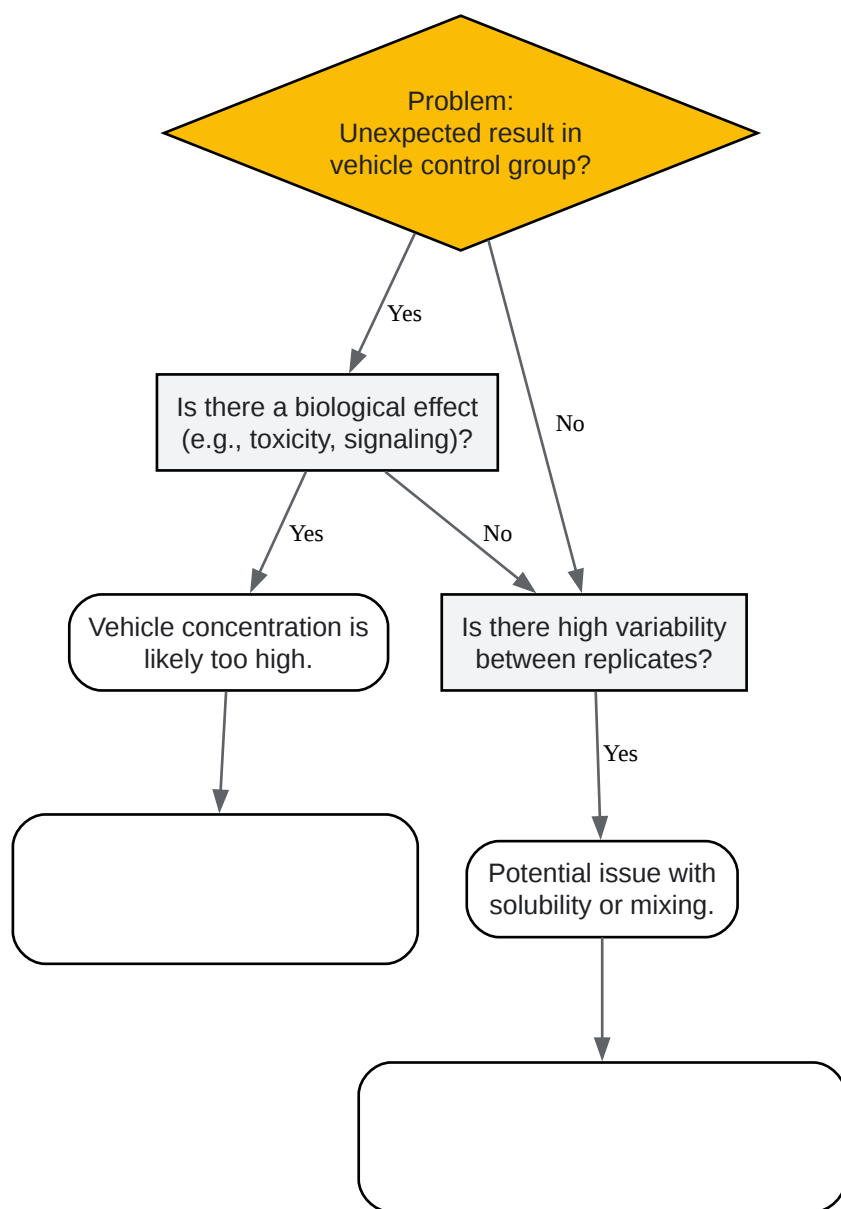 Problem:
Unexpected result in
vehicle control group?
Yes
No
Is there a biological effect
(e.g., toxicity, signaling)?
Yes
No
Vehicle concentration is
likely too high.
Is there high variability
between replicates?
Yes
Potential issue with
solubility or mixing.